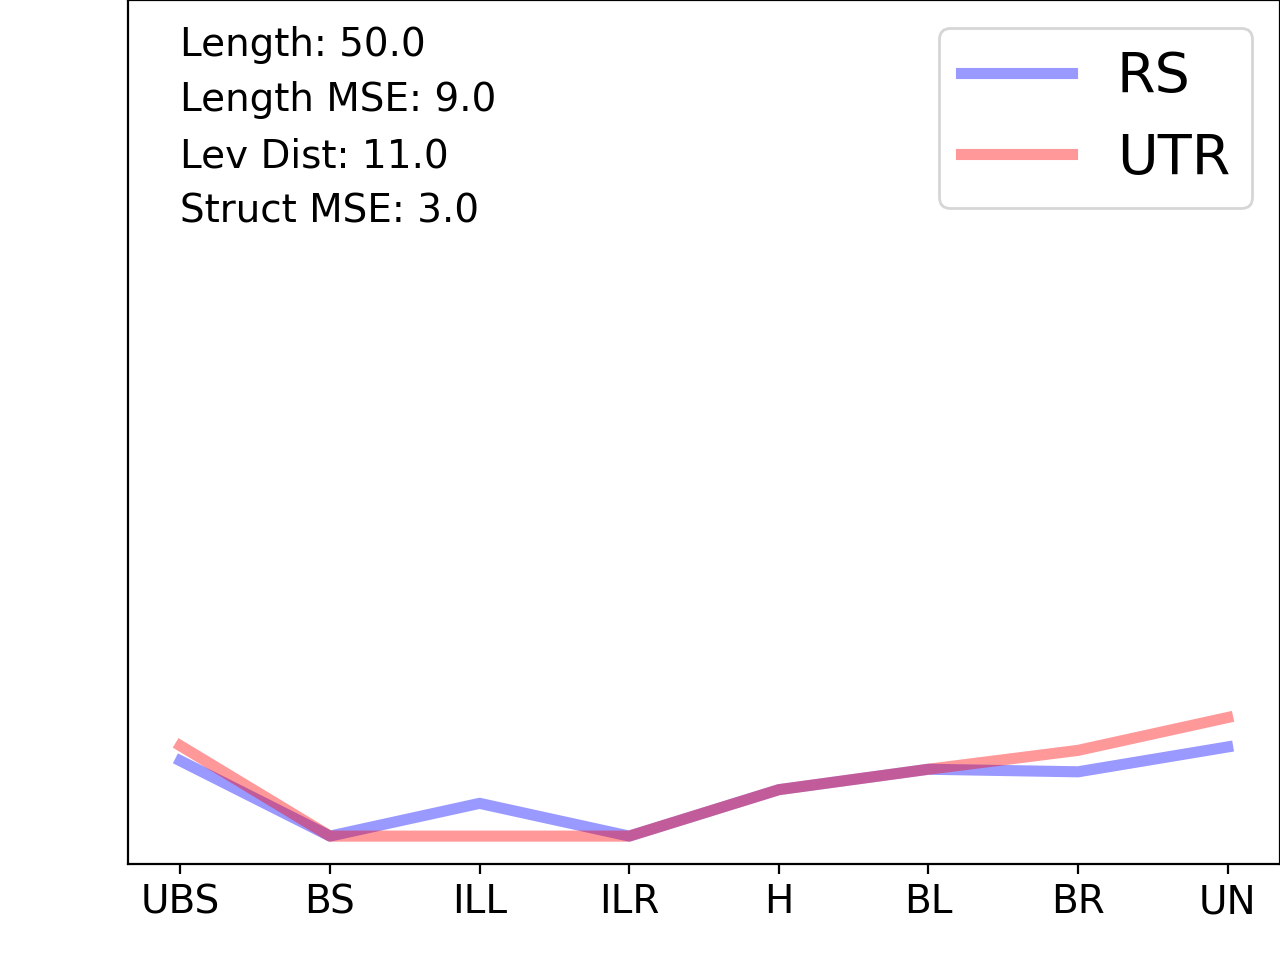 Length: 50.0
Length MSE: 9.0
Lev Dist: 11.0
Struct MSE: 3.0
RS
UTR
UBS BS ILL ILR H BL BR UN